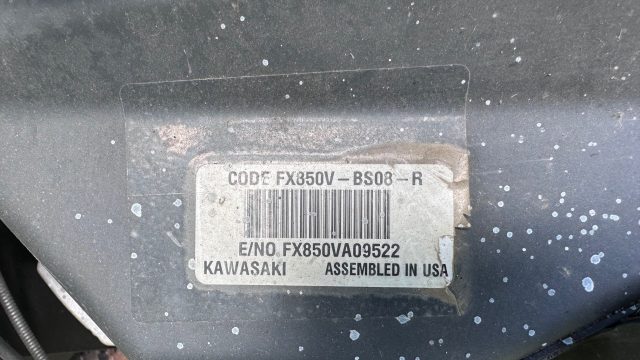 CODE FX850V-BS08-R
E/NO FX850VA09522
KAWASAKI ASSEMBLED IN USA